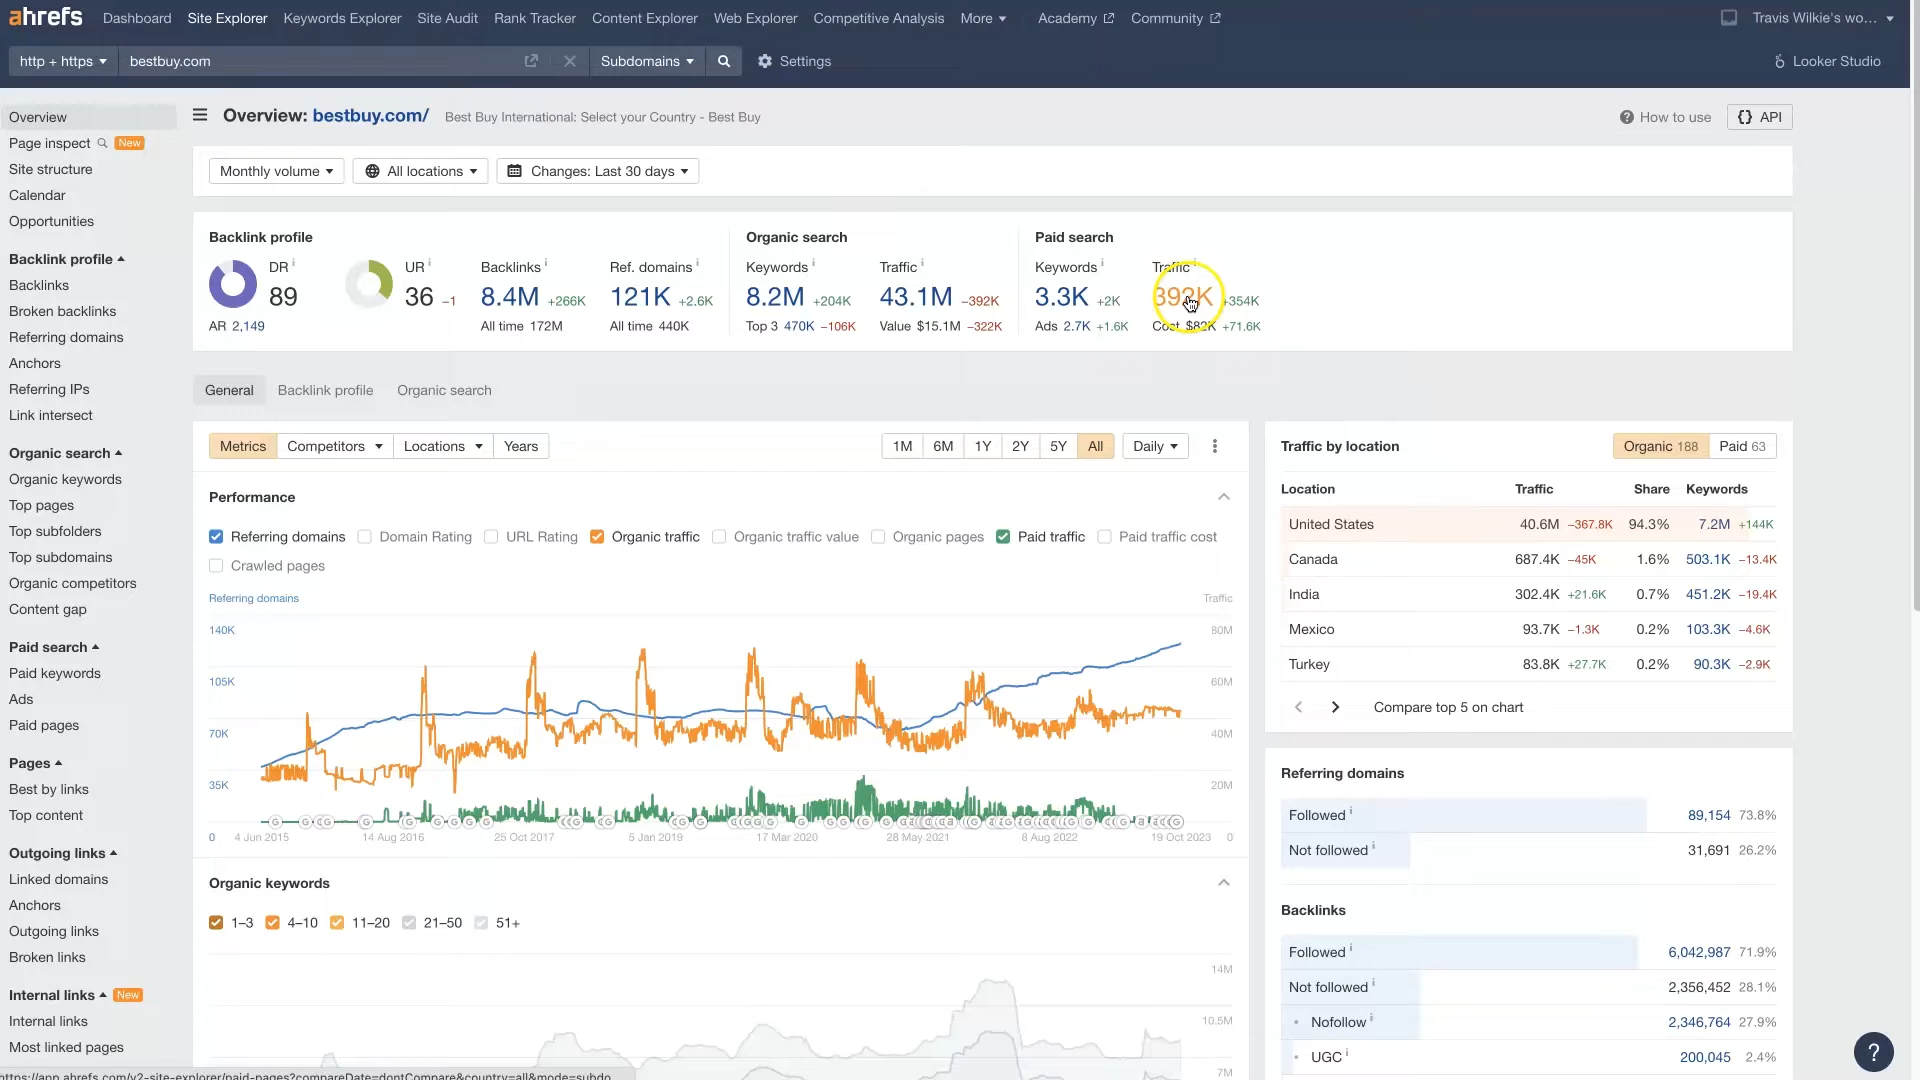 ahrefs Dashboard Site Explorer Keywords Explorer Site Audit Rank Tracker Content Explorer Web Explorer Competitive Analysis More Academy Community Travis Wilkie's wo...
http + https bestbuy.com Subdomains Settings Looker Studio
Overview
Page inspect New
Site structure
Calendar
Opportunities
Backlink profile
Backlinks
Broken backlinks
Referring domains
Anchors
Referring IPs
Link intersect
Organic search
Organic keywords
Top pages
Top subfolders
Top subdomains
Organic competitors
Content gap
Paid search
Paid keywords
Ads
Paid pages
Pages
Best by links
Top content
Outgoing links
Linked domains
Anchors
Outgoing links
Broken links
Internal links New
Internal links
Most linked pages
Overview: bestbuy.com/ Best Buy International: Select your Country - Best Buy ? How to use {} API
Monthly volume All locations Changes: Last 30 days
Backlink profile
DR i UR i Backlinks i Ref. domains i
89 36 −1 8.4M +266K 121K +2.6K
AR 2,149 All time 172M All time 440K
Organic search
Keywords i Traffic i
8.2M +204K 43.1M −392K
Top 3 470K −106K Value $15.1M −322K
Paid search
Keywords i Traffic i
3.3K +2K 392K +354K
Ads 2.7K +1.6K Cost $82K +71.6K
General Backlink profile Organic search
Metrics Competitors Locations Years 1M 6M 1Y 2Y 5Y All Daily
Performance
Referring domains Domain Rating URL Rating Organic traffic Organic traffic value Organic pages Paid traffic Paid traffic cost
Crawled pages
Referring domains Traffic
140K 80M
105K 60M
70K 40M
35K 20M
0 4 Jun 2015 14 Aug 2016 25 Oct 2017 5 Jan 2019 17 Mar 2020 28 May 2021 8 Aug 2022 19 Oct 2023 0
Organic keywords
1–3 4–10 11–20 21–50 51+
14M
10.5M
7M
Traffic by location Organic 188 Paid 63
Location Traffic Share Keywords
United States 40.6M −367.8K 94.3% 7.2M +144K
Canada 687.4K −45K 1.6% 503.1K −13.4K
India 302.4K +21.6K 0.7% 451.2K −19.4K
Mexico 93.7K −1.3K 0.2% 103.3K −4.6K
Turkey 83.8K +27.7K 0.2% 90.3K −2.9K
Compare top 5 on chart
Referring domains
Followed i 89,154 73.8%
Not followed i 31,691 26.2%
Backlinks
Followed i 6,042,987 71.9%
Not followed i 2,356,452 28.1%
Nofollow i 2,346,764 27.9%
UGC i 200,045 2.4%
?
https://app.ahrefs.com/v2-site-explorer/paid-pages?compareDate=dontCompare&country=all&mode=subdo